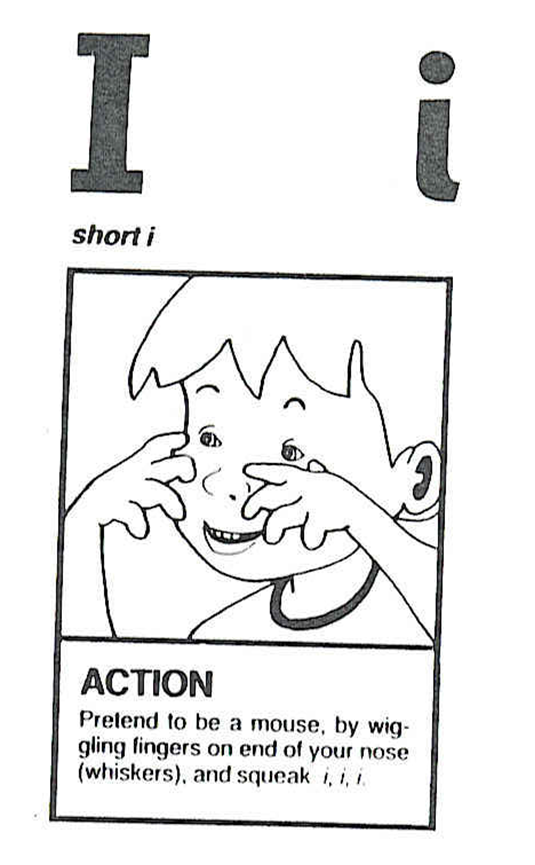 I i
short i
ACTION
Pretend to be a mouse, by wig-
gling fingers on end of your nose
(whiskers), and squeak i, i, i.